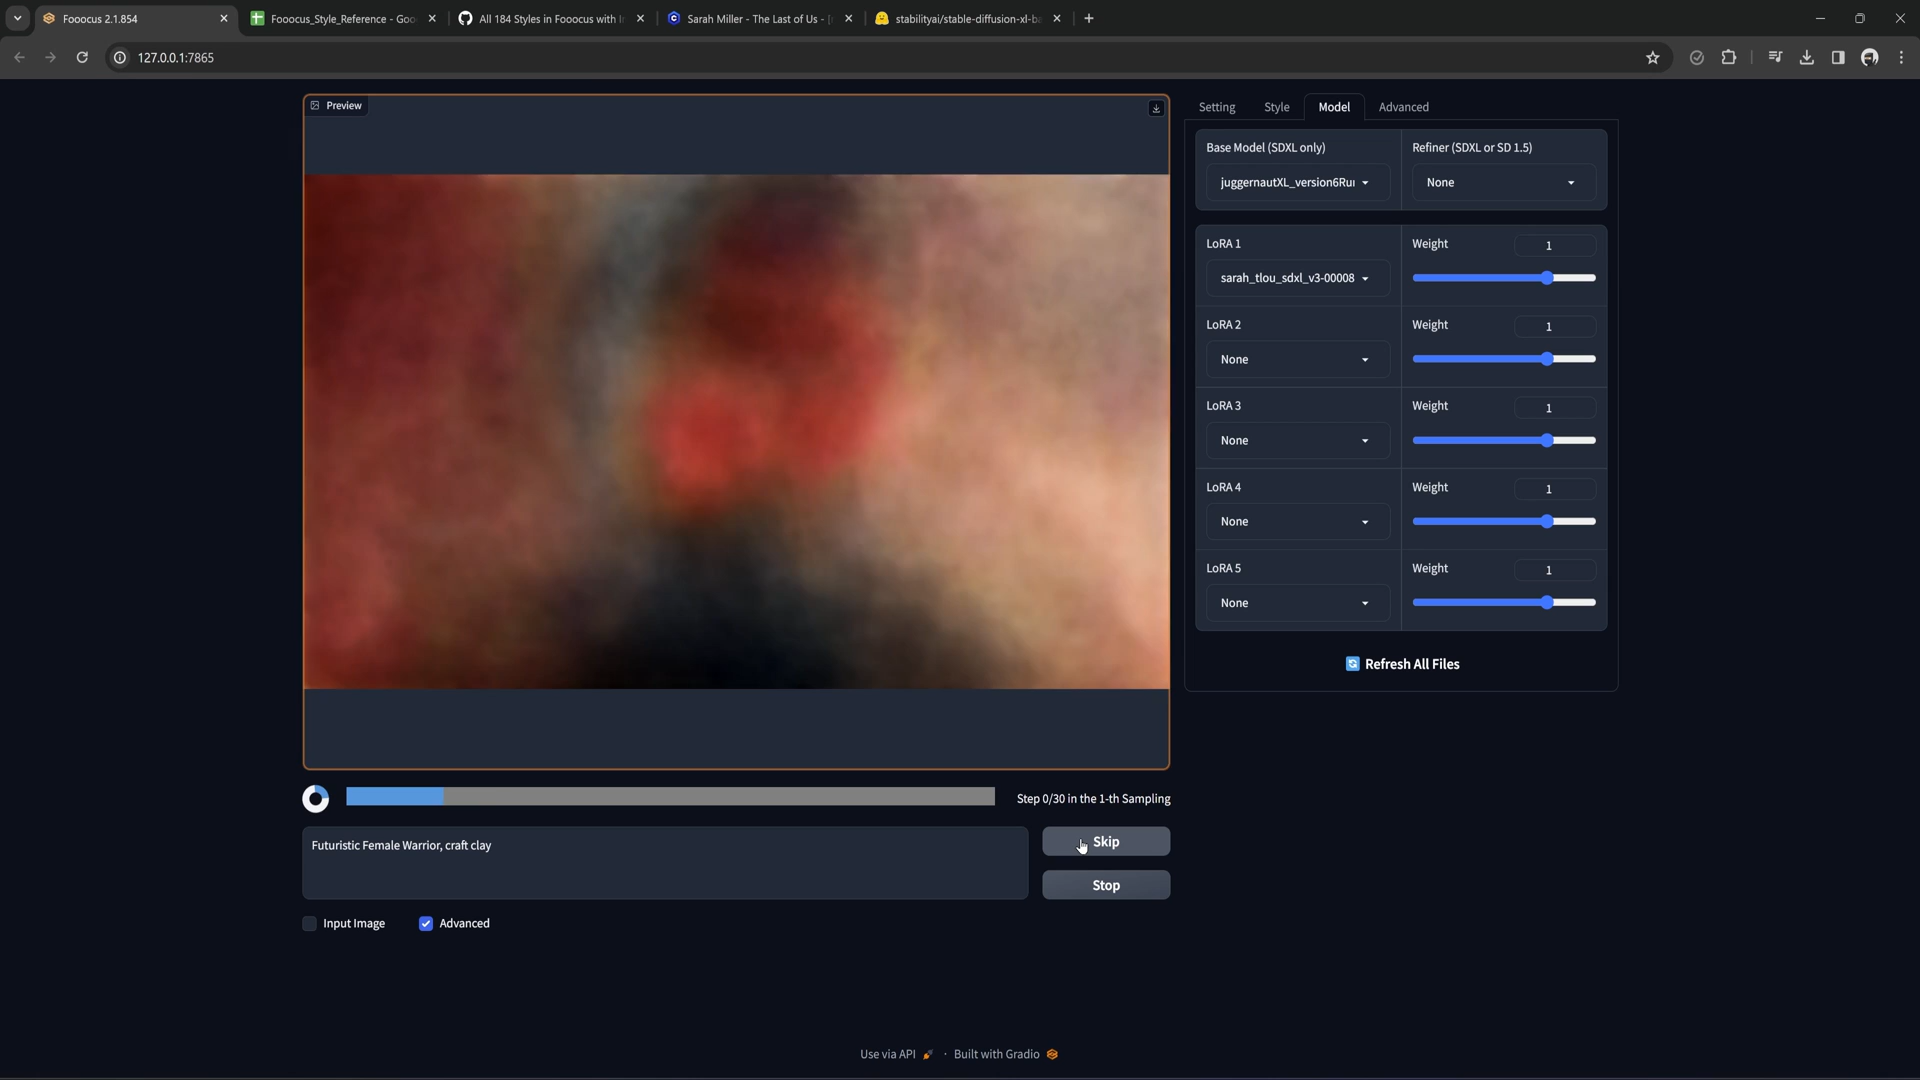 Fooocus 2.1.854
Fooocus_Style_Reference - Goo
All 184 Styles in Fooocus with I
Sarah Miller - The Last of Us - [
stabilityai/stable-diffusion-xl-b
127.0.0.1:7865
Preview
Setting Style Model Advanced
Base Model (SDXL only) Refiner (SDXL or SD 1.5)
juggernautXL_version6Ru None
LoRA 1 Weight 1
sarah_tlou_sdxl_v3-00008
LoRA 2 Weight 1
None
LoRA 3 Weight 1
None
LoRA 4 Weight 1
None
LoRA 5 Weight 1
None
Refresh All Files
Step 0/30 in the 1-th Sampling
Futuristic Female Warrior, craft clay
Skip
Stop
Input Image Advanced
Use via API · Built with Gradio